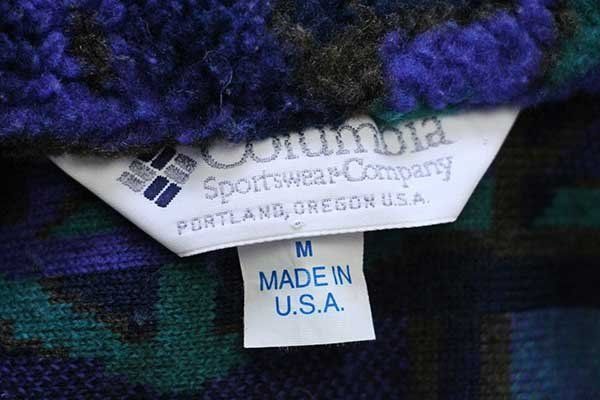 Columbia
Sportswear Company
PORTLAND, OREGON U.S.A.
M
MADE IN
U.S.A.